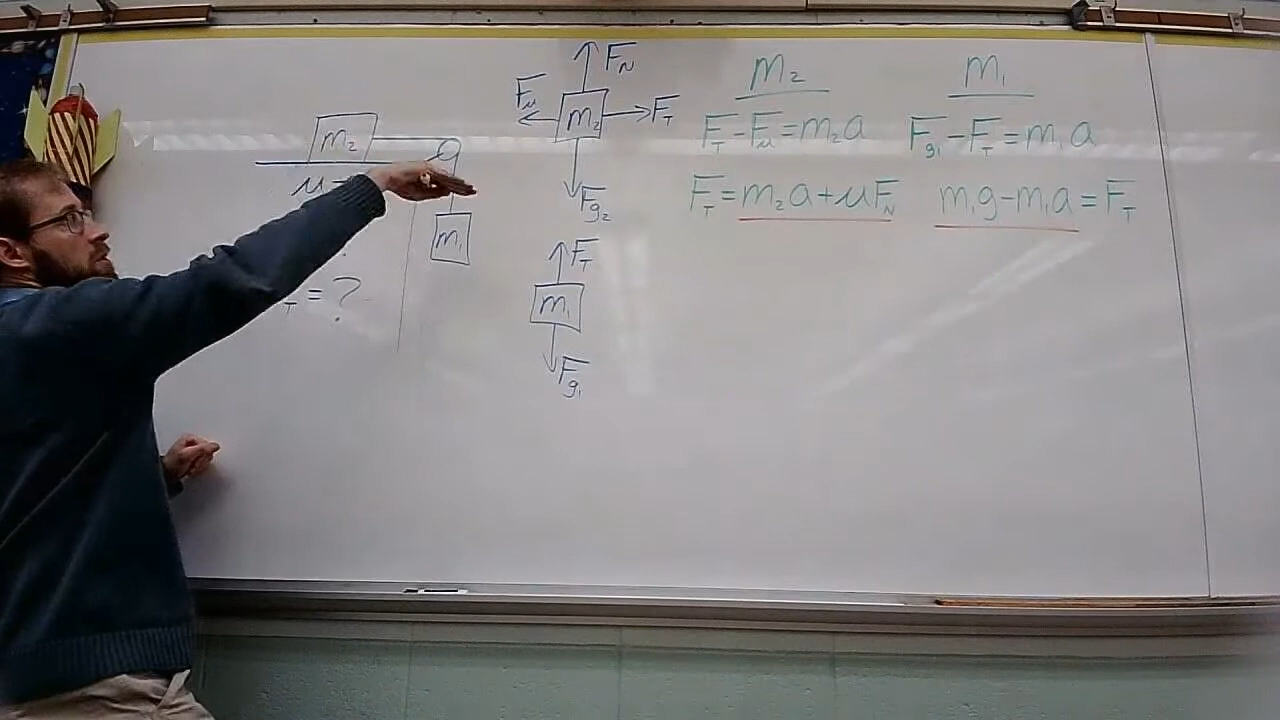 m₂
μ =
m₁
T = ?
F_N
F_μ
m₂
F_T
F_g₂
F_T
m₁
F_g₁
m₂
F_T - F_μ = m₂a
F_T = m₂a + μF_N
m₁
F_g₁ - F_T = m₁a
m₁g - m₁a = F_T